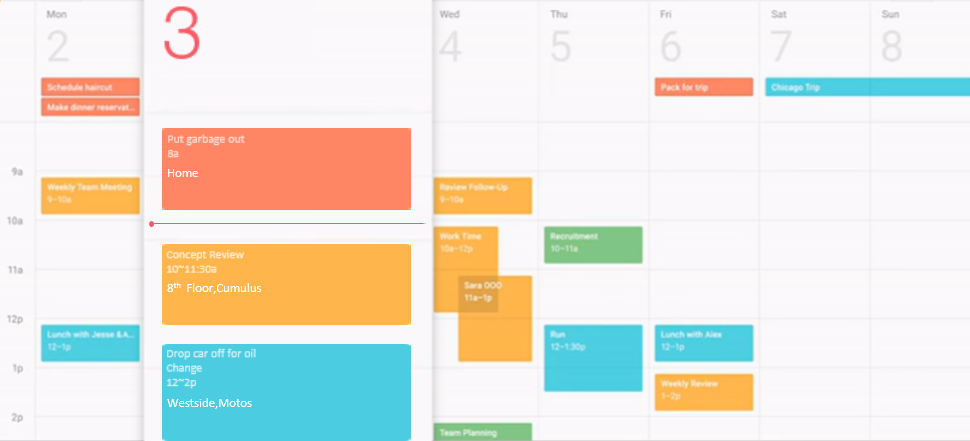 Mon
2
Schedule haircut
Make dinner reservat...
3
Put garbage out
8a
Home
Concept Review
10~11:30a
8th Floor,Cumulus
Drop car off for oil
Change
12~2p
Westside,Motos
Wed
4
Thu
5
Fri
6
Sat
7
Sun
8
Pack for trip
Chicago Trip
9a
10a
11a
12p
1p
2p
Weekly Team Meeting
9–10a
Lunch with Jesse &A...
12–1p
Review Follow-Up
9–10a
Work Time
10a–12p
Sara OOO
11a–1p
Team Planning
Recruitment
10–11a
Run
12–1:30p
Lunch with Alex
12–1p
Weekly Review
1–2p